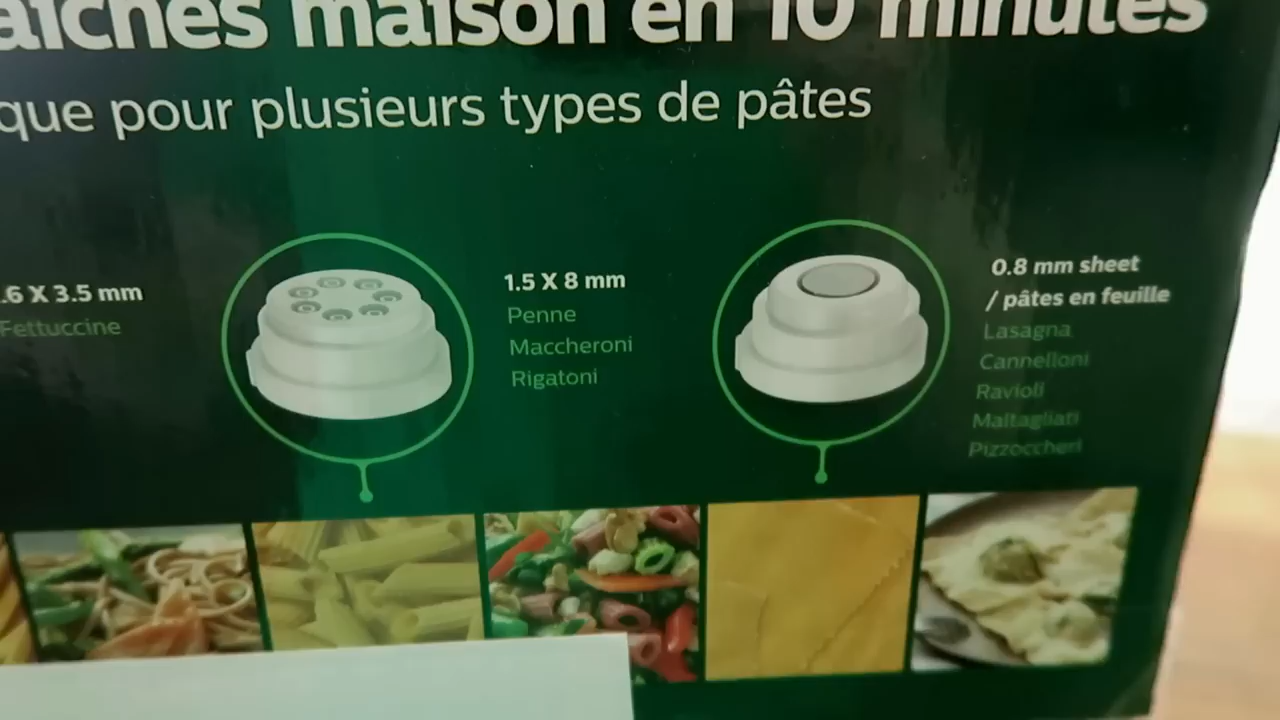 aîches maison en 10 minutes
que pour plusieurs types de pâtes
.6 X 3.5 mm
Fettuccine
1.5 X 8 mm
Penne
Maccheroni
Rigatoni
0.8 mm sheet
/ pâtes en feuille
Lasagna
Cannelloni
Ravioli
Maltagliati
Pizzoccheri